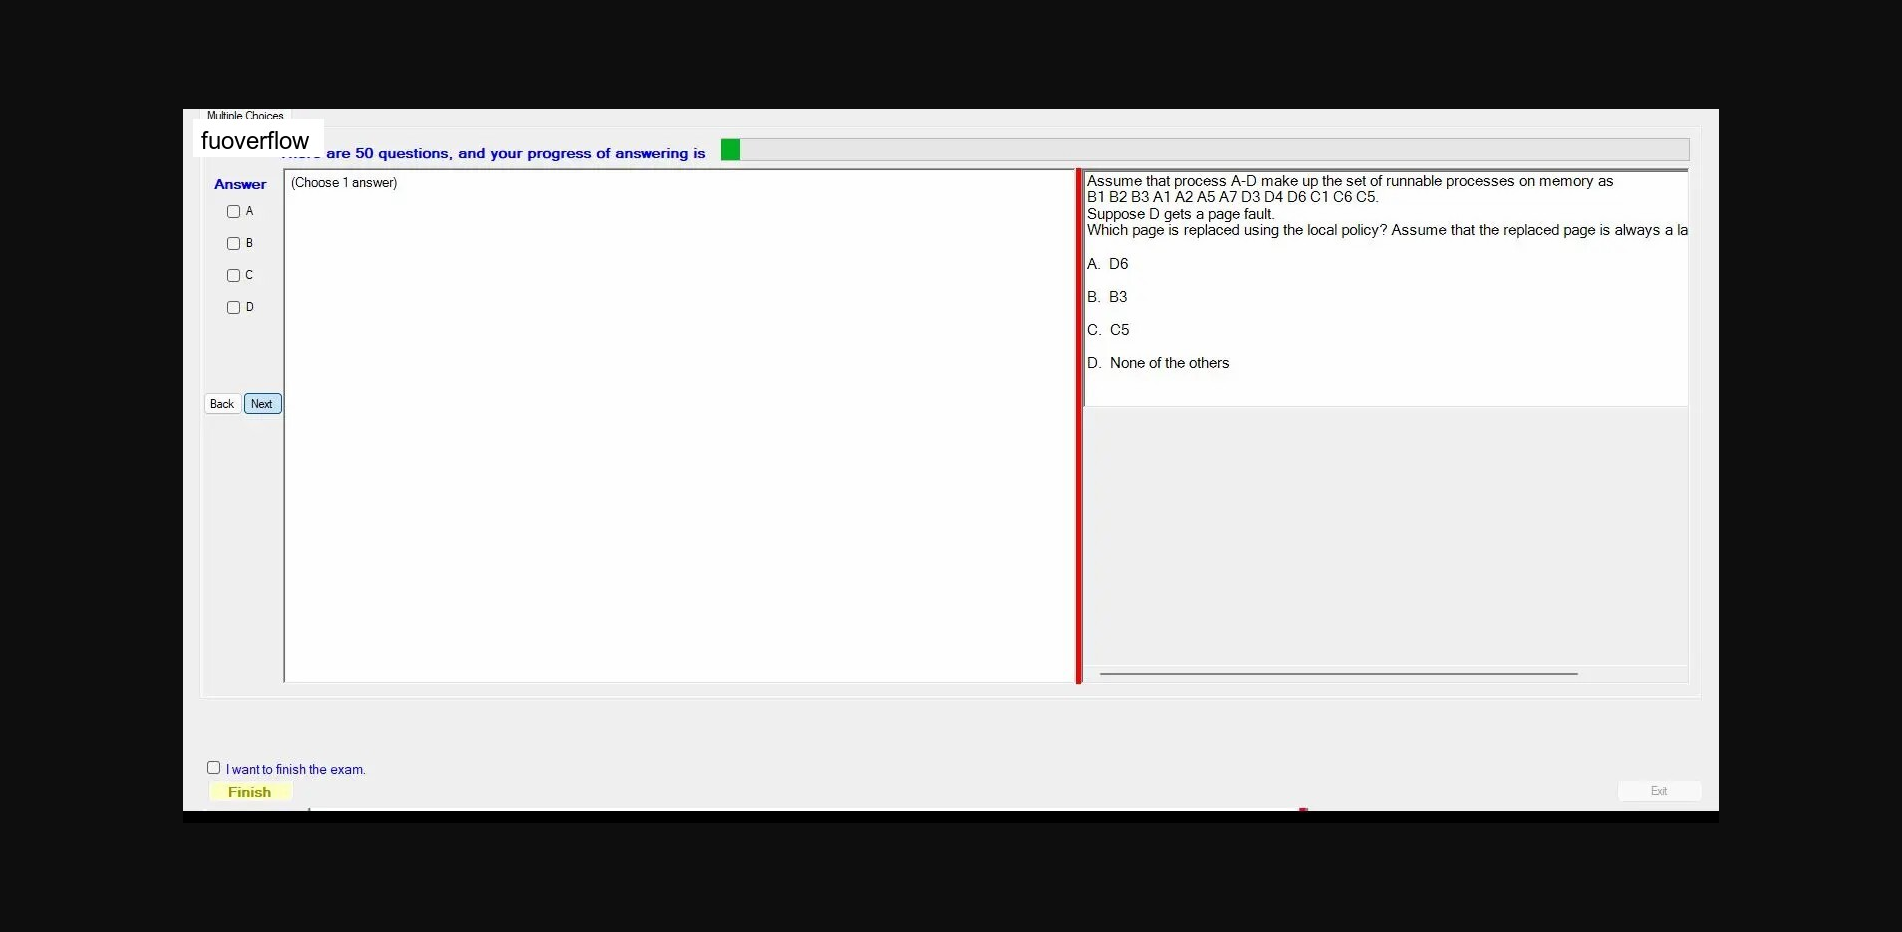 Multiple Choices
fuoverflow
are 50 questions, and your progress of answering is
Answer
A
B
C
D
Back Next
(Choose 1 answer)
Assume that process A-D make up the set of runnable processes on memory as
B1 B2 B3 A1 A2 A5 A7 D3 D4 D6 C1 C6 C5.
Suppose D gets a page fault.
Which page is replaced using the local policy? Assume that the replaced page is always a la
A. D6
B. B3
C. C5
D. None of the others
I want to finish the exam.
Finish
Exit